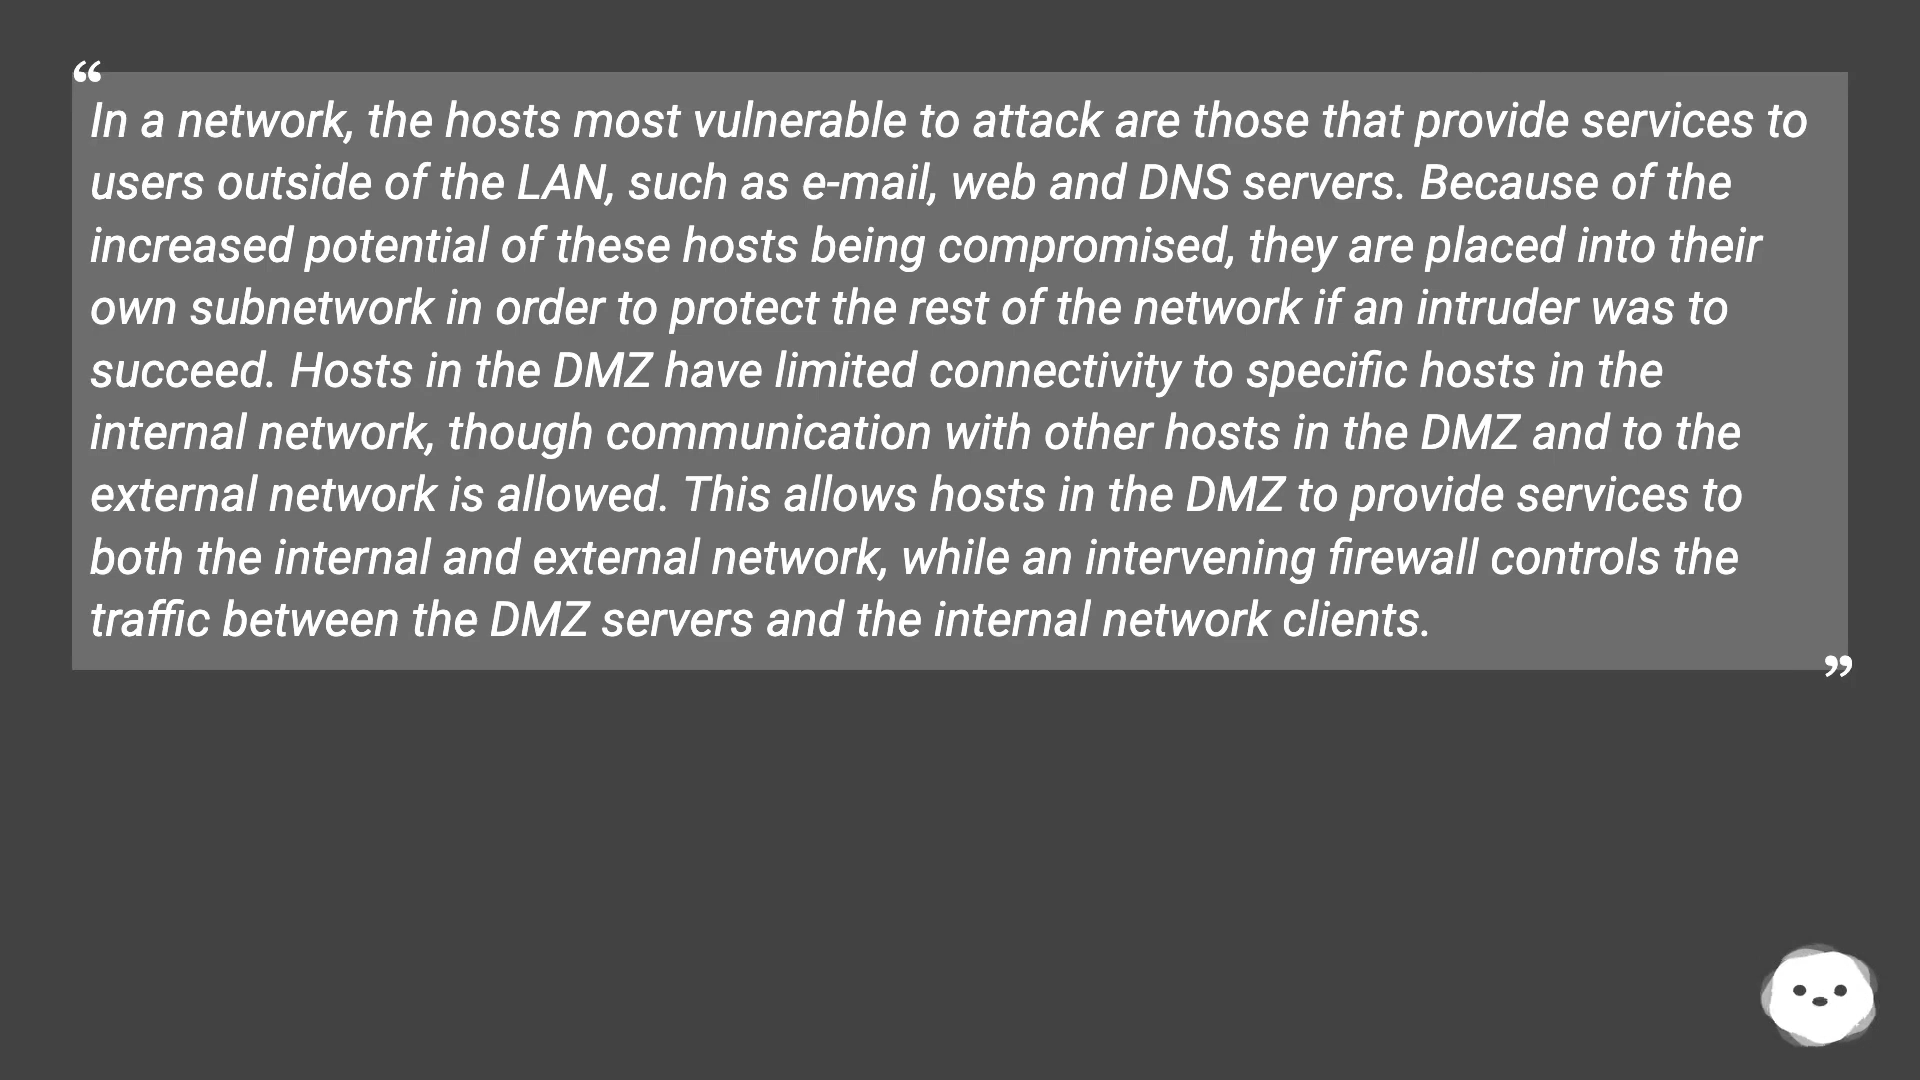 “
In a network, the hosts most vulnerable to attack are those that provide services to
users outside of the LAN, such as e-mail, web and DNS servers. Because of the
increased potential of these hosts being compromised, they are placed into their
own subnetwork in order to protect the rest of the network if an intruder was to
succeed. Hosts in the DMZ have limited connectivity to specific hosts in the
internal network, though communication with other hosts in the DMZ and to the
external network is allowed. This allows hosts in the DMZ to provide services to
both the internal and external network, while an intervening firewall controls the
traffic between the DMZ servers and the internal network clients.
”